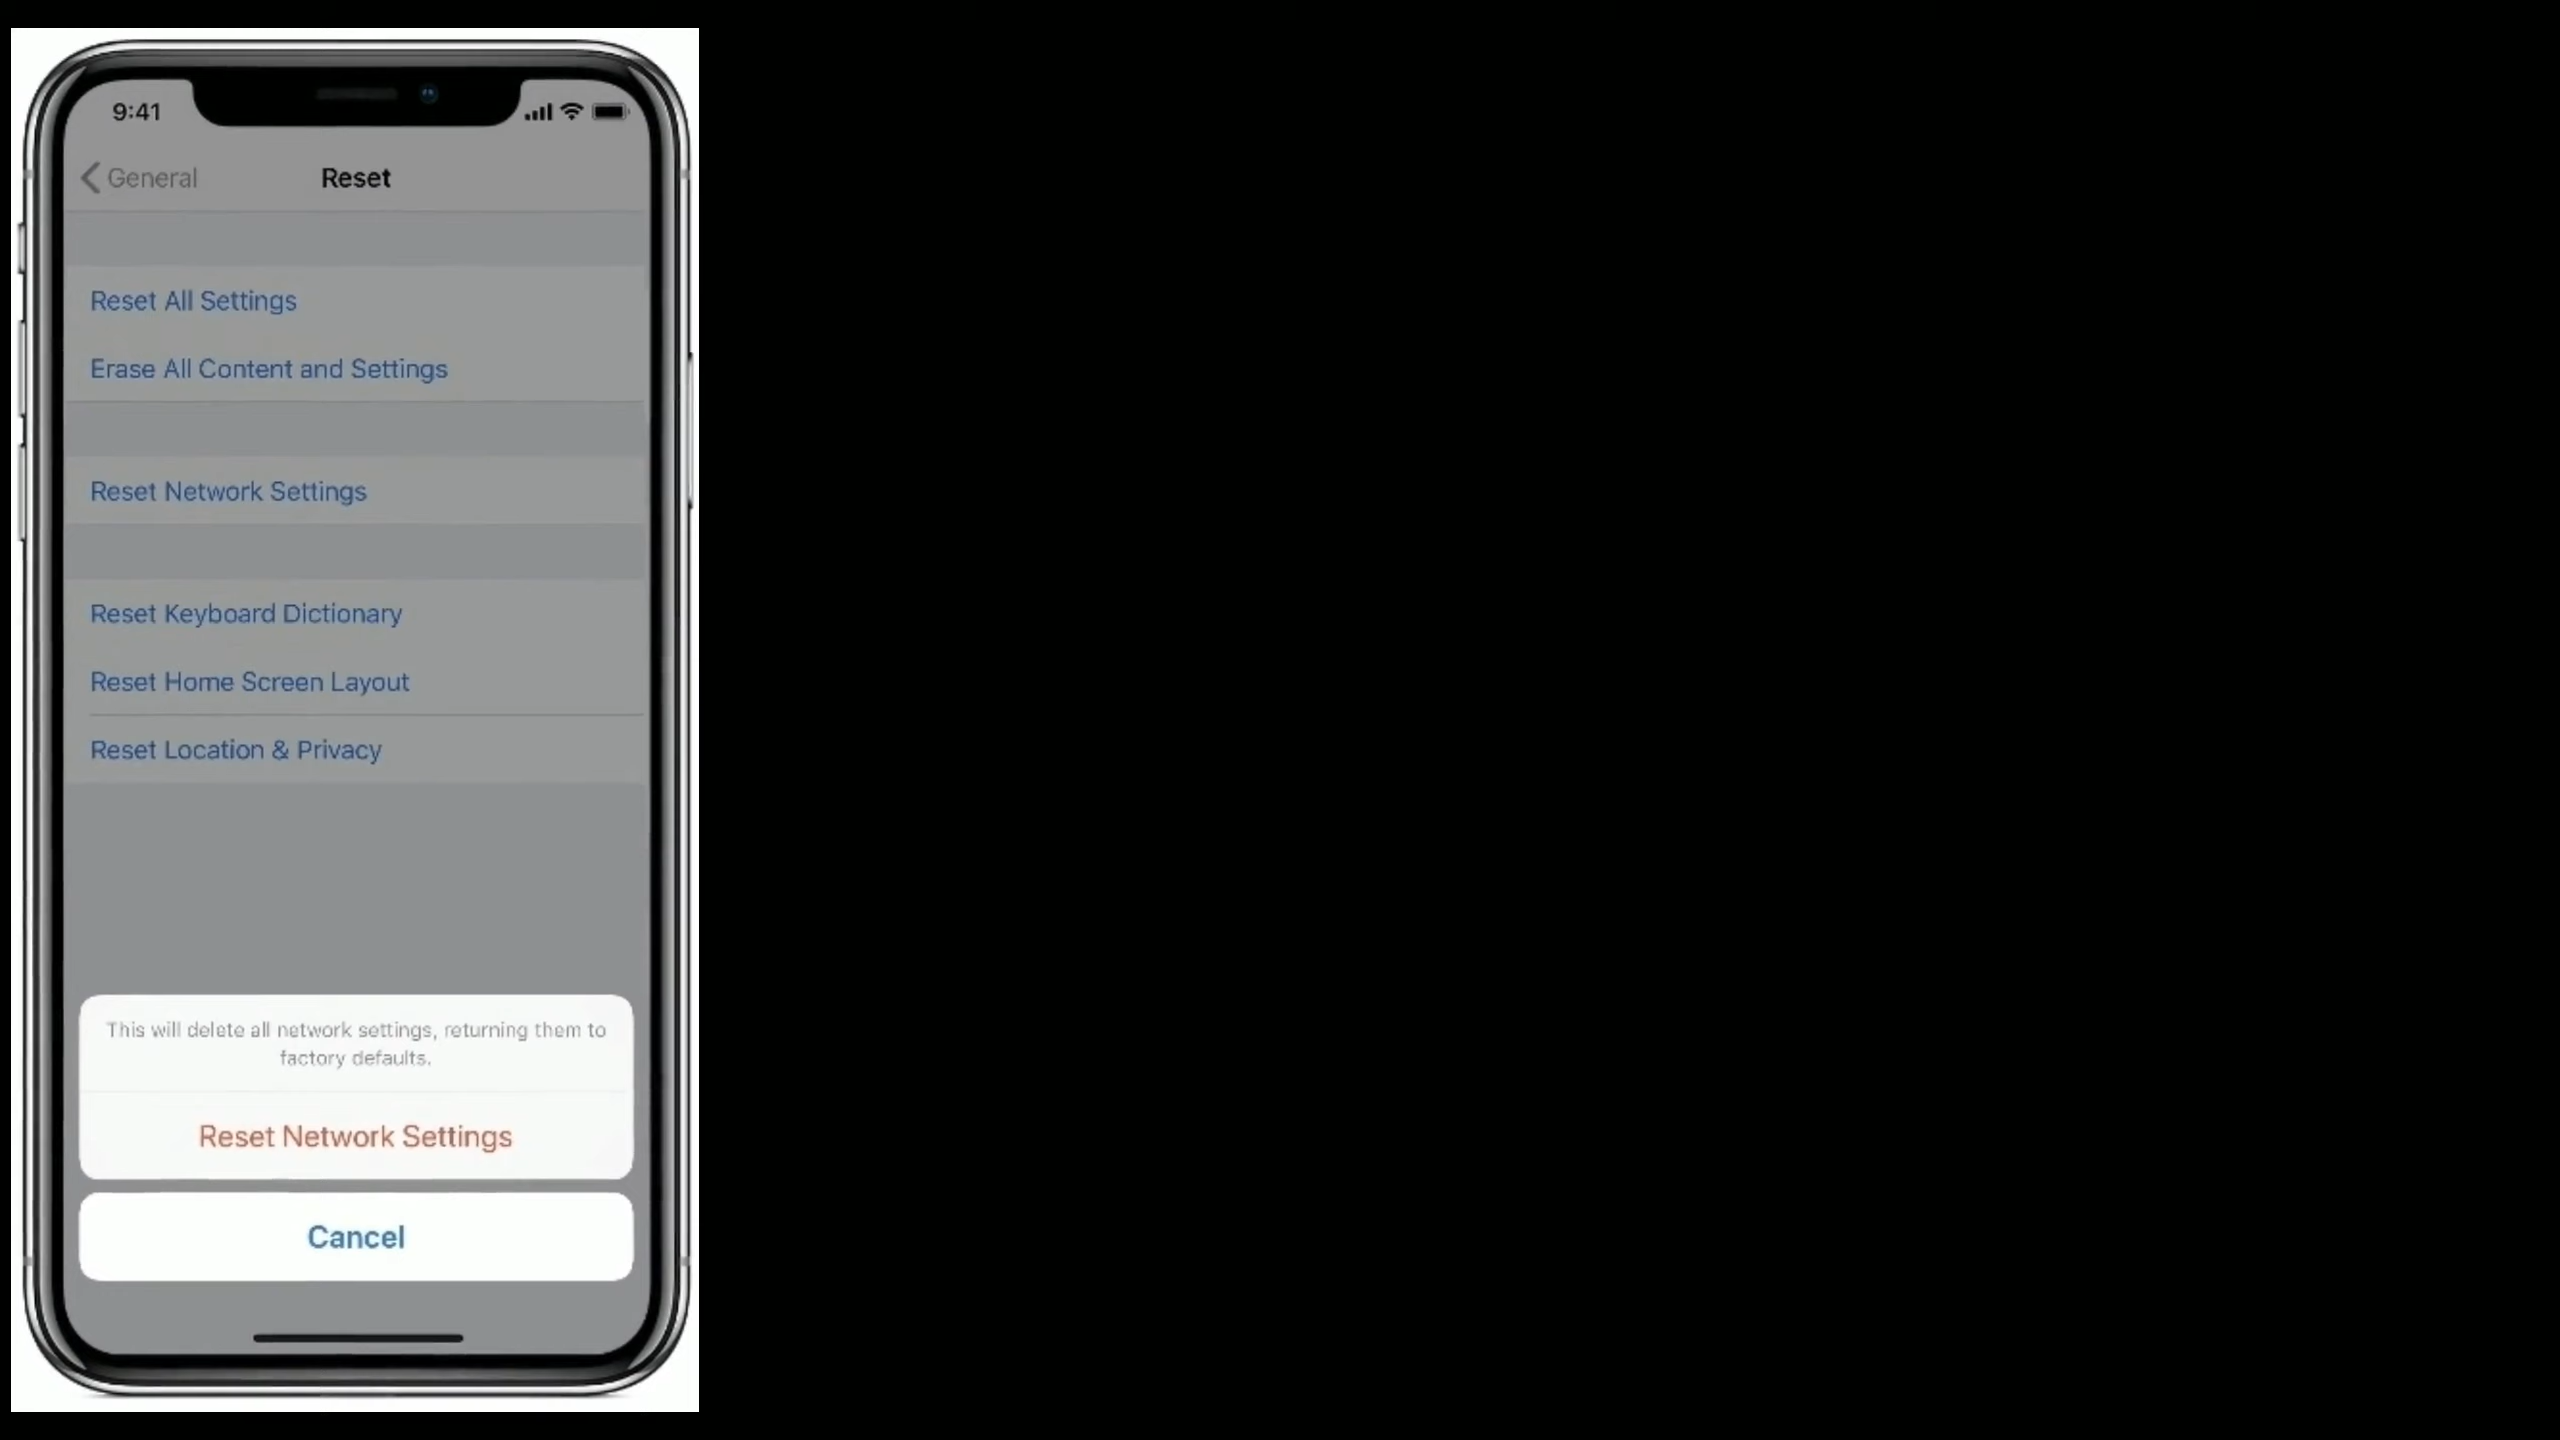 9:41
General
Reset
Reset All Settings
Erase All Content and Settings
Reset Network Settings
Reset Keyboard Dictionary
Reset Home Screen Layout
Reset Location & Privacy
This will delete all network settings, returning them to
factory defaults.
Reset Network Settings
Cancel